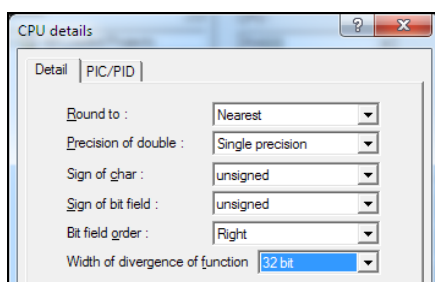 CPU details
?
Detail PIC/PID
Round to : Nearest
Precision of double : Single precision
Sign of char : unsigned
Sign of bit field : unsigned
Bit field order : Right
Width of divergence of function 32 bit